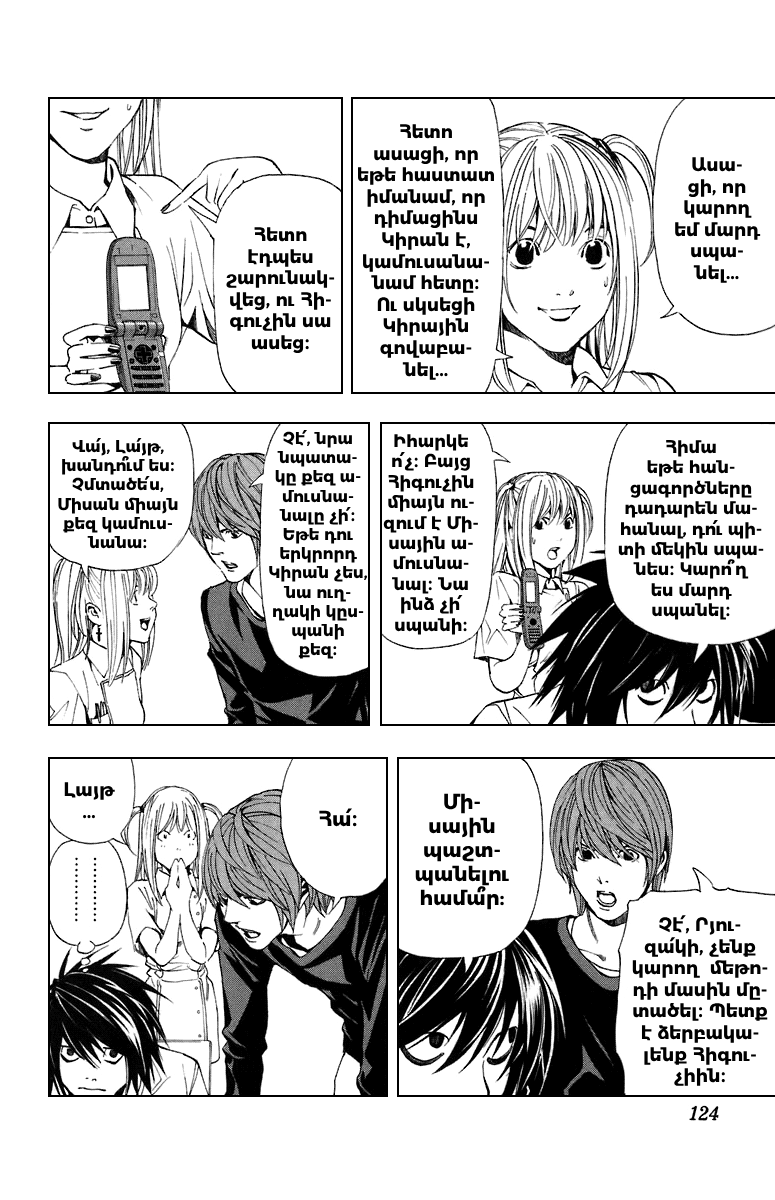 Ասա-
ցի, որ
կարող
եմ մարդ
սպա-
նել...
Հետո
ասացի, որ
եթե հաստատ
իմանամ, որ
դիմացինս
Կիրան է,
կամուսանա-
նամ հետը:
Ու սկսեցի
Կիրային
գովաբա-
նել...
Հետո
էդպես
շարունակ-
վեց, ու Հի-
գուչին սա
ասեց:
Հիմա
եթե հան-
ցագործները
դադարեն մա-
հանալ, դո՛ւ պի-
տի մեկին սպա-
նես: Կարո՞ղ
ես մարդ
սպանել:
Իհարկե
ո՛չ: Բայց
Հիգուչին
միայն ու-
զում է Մի-
սային ա-
մուսնա-
նալ: Նա
ինձ չի՛
սպանի:
Չէ՛, նրա
նպատա-
կը քեզ ա-
մուսնա-
նալը չի՛:
Եթե դու
երկրորդ
Կիրան չես,
նա ուղ-
ղակի կըս-
պանի
քեզ:
Վա՛յ, Լա՛յթ,
խանդո՞ւմ ես:
Չմտածե՛ս,
Միսան միայն
քեզ կամուս-
նանա:
Մի-
սային
պաշտ-
պանելու
համա՞ր:
Չէ՛, Րյու-
զա՛կի, չենք
կարող մեթո-
դի մասին մը-
տածել: Պետք
է ձերբակա-
լենք Հիգու-
չիին:
Հա՛:
Լայթ
...
......
......
124